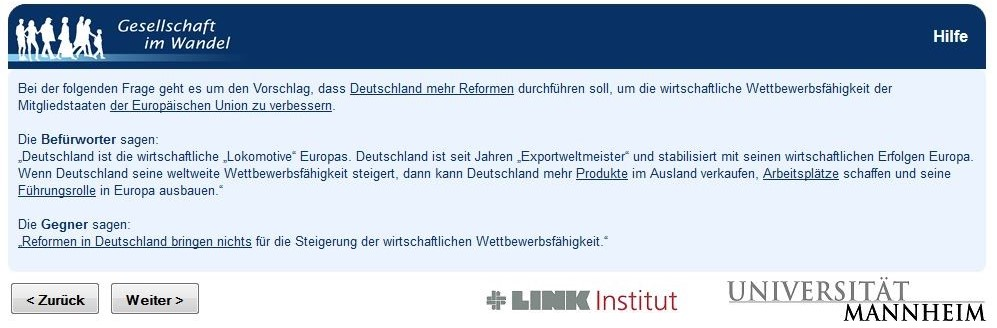 Gesellschaft
im Wandel
Hilfe
Bei der folgenden Frage geht es um den Vorschlag, dass Deutschland mehr Reformen durchführen soll, um die wirtschaftliche Wettbewerbsfähigkeit der
Mitgliedstaaten der Europäischen Union zu verbessern.
Die Befürworter sagen:
„Deutschland ist die wirtschaftliche „Lokomotive“ Europas. Deutschland ist seit Jahren „Exportweltmeister“ und stabilisiert mit seinen wirtschaftlichen Erfolgen Europa.
Wenn Deutschland seine weltweite Wettbewerbsfähigkeit steigert, dann kann Deutschland mehr Produkte im Ausland verkaufen, Arbeitsplätze schaffen und seine
Führungsrolle in Europa ausbauen.“
Die Gegner sagen:
„Reformen in Deutschland bringen nichts für die Steigerung der wirtschaftlichen Wettbewerbsfähigkeit.“
< Zurück
Weiter >
LINK Institut
UNIVERSITÄT
MANNHEIM